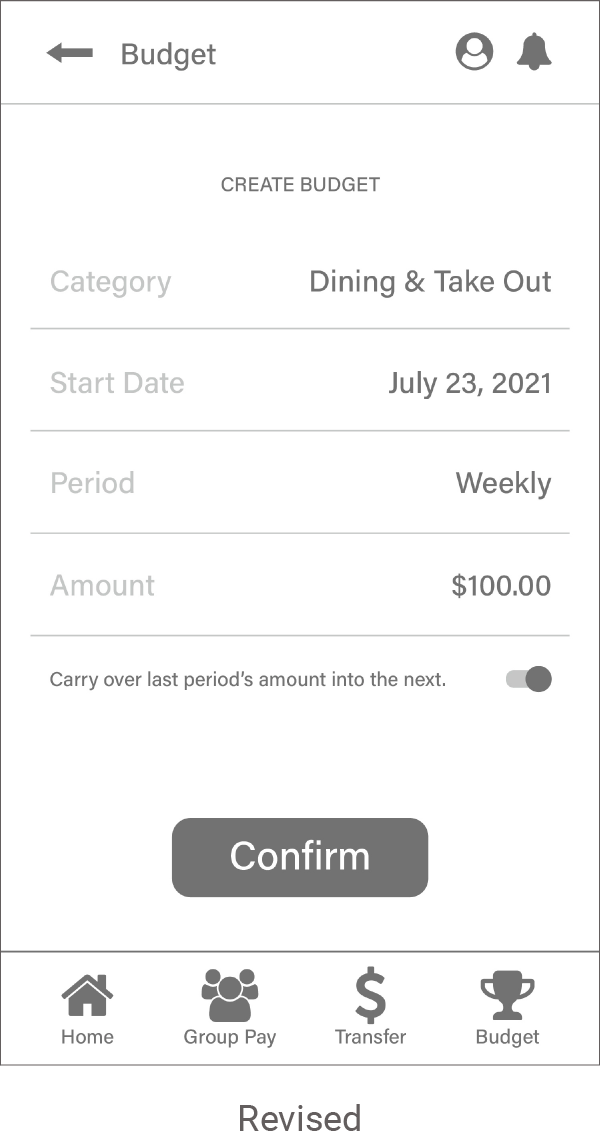 Budget
CREATE BUDGET
Category Dining & Take Out
Start Date July 23, 2021
Period Weekly
Amount $100.00
Carry over last period’s amount into the next.
Confirm
Home Group Pay Transfer Budget
Revised